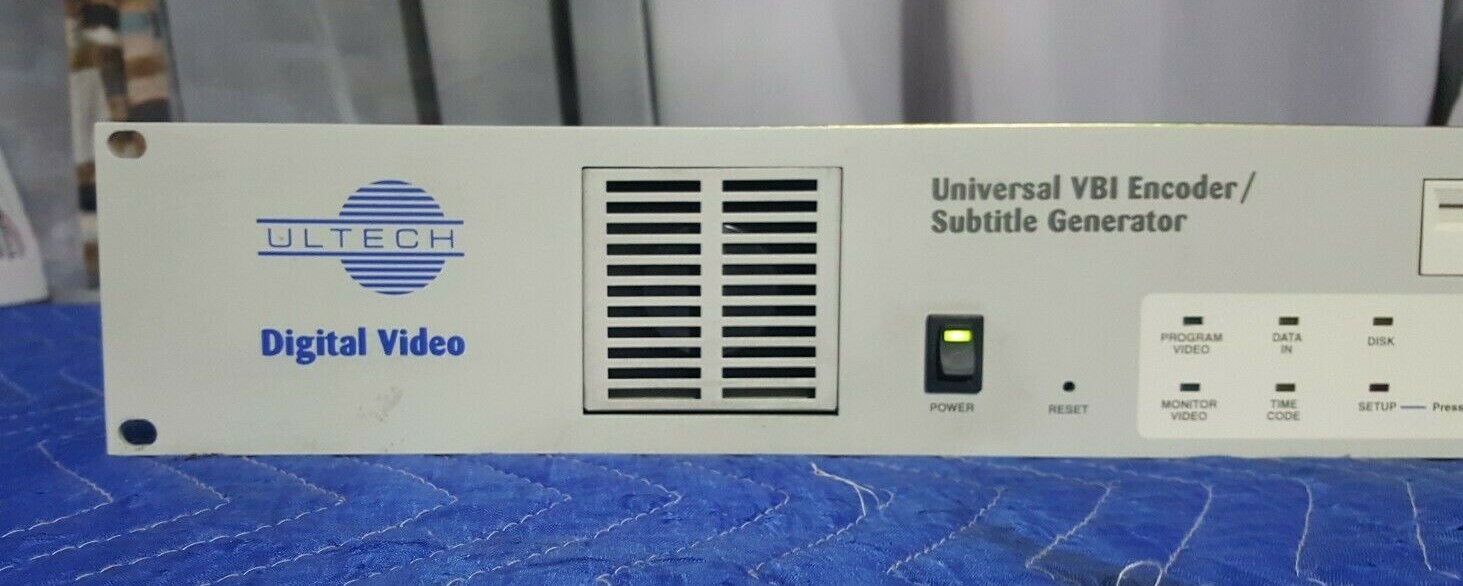 ULTECH
Digital Video
Universal VBI Encoder/
Subtitle Generator
POWER
RESET
PROGRAM
VIDEO
DATA
IN
DISK
MONITOR
VIDEO
TIME
CODE
SETUP — Press